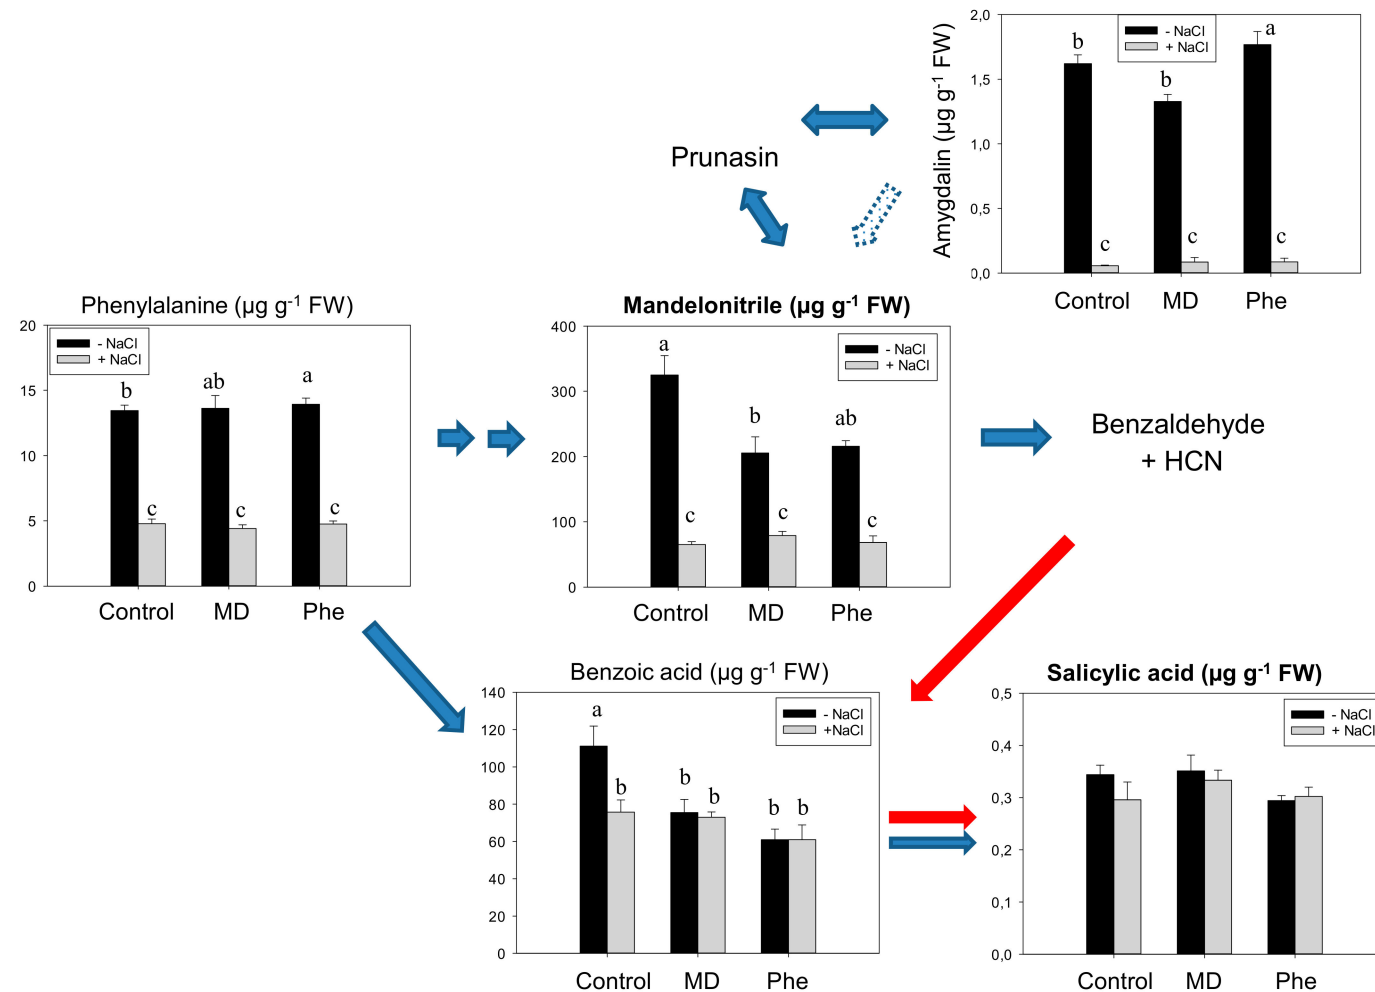 2,0
1,5
1,0
0,5
0,0
Amygdalin (µg g-1 FW)
- NaCl
+ NaCl
b
c
b
c
a
c
Control MD Phe
Prunasin
Phenylalanine (µg g-1 FW)
20
15
10
5
0
- NaCl
+ NaCl
b
c
ab
c
a
c
Control MD Phe
Mandelonitrile (µg g-1 FW)
400
300
200
100
0
- NaCl
+ NaCl
a
c
b
c
ab
c
Control MD Phe
Benzaldehyde
+ HCN
Benzoic acid (µg g-1 FW)
140
120
100
80
60
40
20
0
- NaCl
+NaCl
a
b
b
b
b
b
Control MD Phe
Salicylic acid (µg g-1 FW)
0,5
0,4
0,3
0,2
0,1
0,0
- NaCl
+ NaCl
Control MD Phe